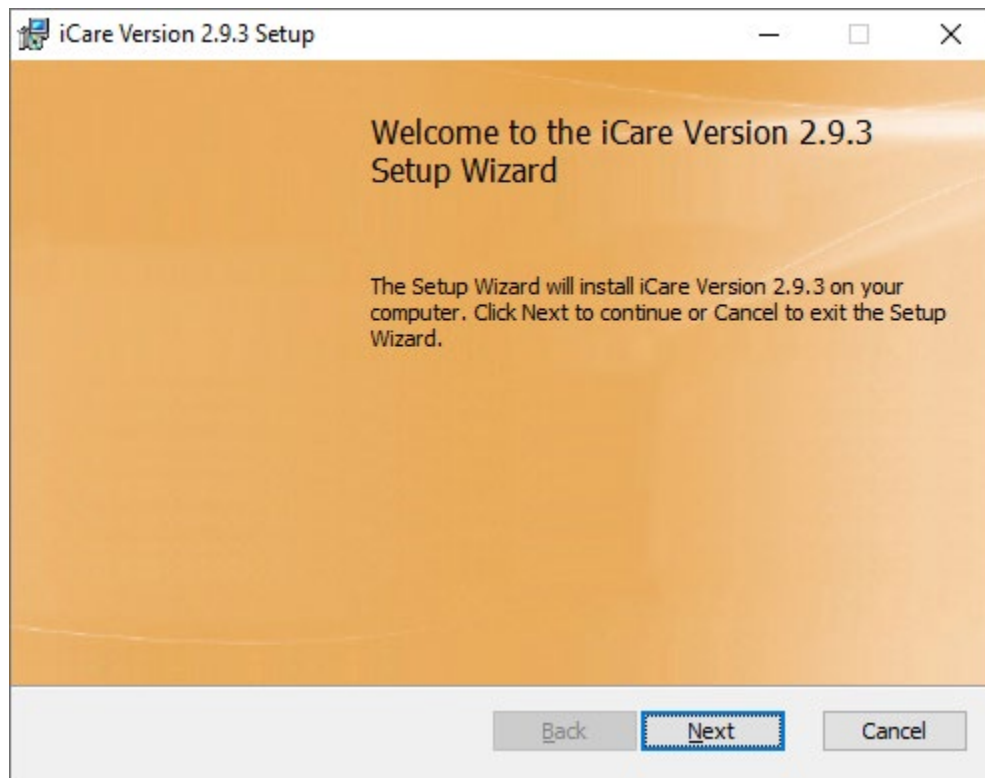 iCare Version 2.9.3 Setup
Welcome to the iCare Version 2.9.3
Setup Wizard
The Setup Wizard will install iCare Version 2.9.3 on your
computer. Click Next to continue or Cancel to exit the Setup
Wizard.
Back Next Cancel